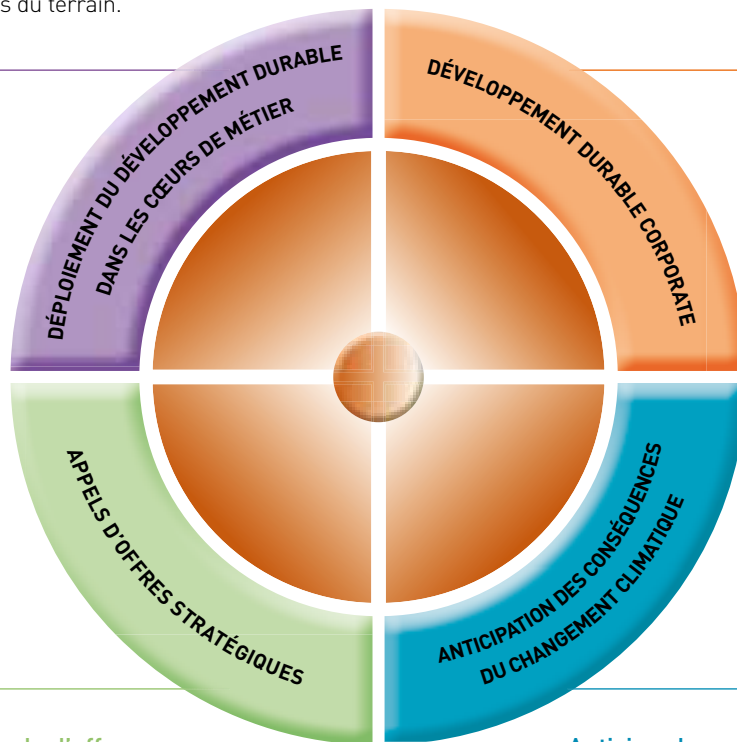 du terrain.
DÉPLOIEMENT DU DÉVELOPPEMENT DURABLE
DANS LES CŒURS DE MÉTIER
DÉVELOPPEMENT DURABLE CORPORATE
APPELS D'OFFRES STRATÉGIQUES
ANTICIPATION DES CONSÉQUENCES
DU CHANGEMENT CLIMATIQUE